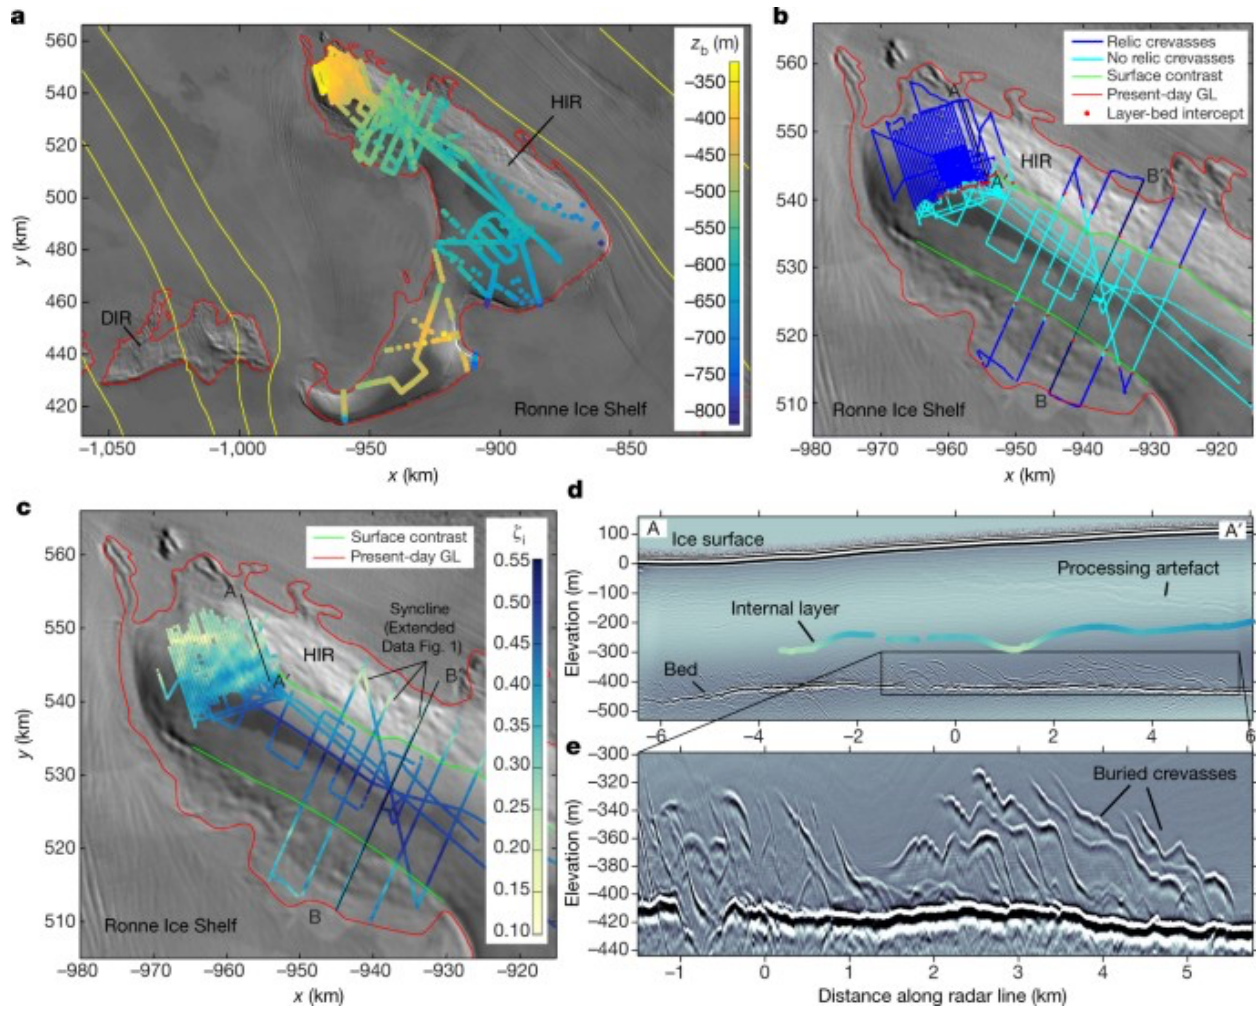 a
560
540
520
500
480
460
440
420
y (km)
−1,050
−1,000
−950
−900
−850
x (km)
HIR
DIR
Ronne Ice Shelf
zb (m)
−350
−400
−450
−500
−550
−600
−650
−700
−750
−800
b
560
550
540
530
520
510
y (km)
−980
−970
−960
−950
−940
−930
−920
x (km)
Relic crevasses
No relic crevasses
Surface contrast
Present-day GL
Layer-bed intercept
A
HIR
A′
B′
B
Ronne Ice Shelf
c
560
550
540
530
520
510
y (km)
−980
−970
−960
−950
−940
−930
−920
x (km)
Surface contrast
Present-day GL
ζi
0.55
0.50
0.45
0.40
0.35
0.30
0.25
0.20
0.15
0.10
A
Syncline
(Extended
Data Fig. 1)
HIR
A′
B′
B
Ronne Ice Shelf
d
Elevation (m)
100
0
−100
−200
−300
−400
−500
A
A′
Ice surface
Processing artefact
Internal layer
Bed
−6
−4
−2
0
2
4
6
e
Elevation (m)
−300
−320
−340
−360
−380
−400
−420
−440
Buried crevasses
−1
0
1
2
3
4
5
Distance along radar line (km)